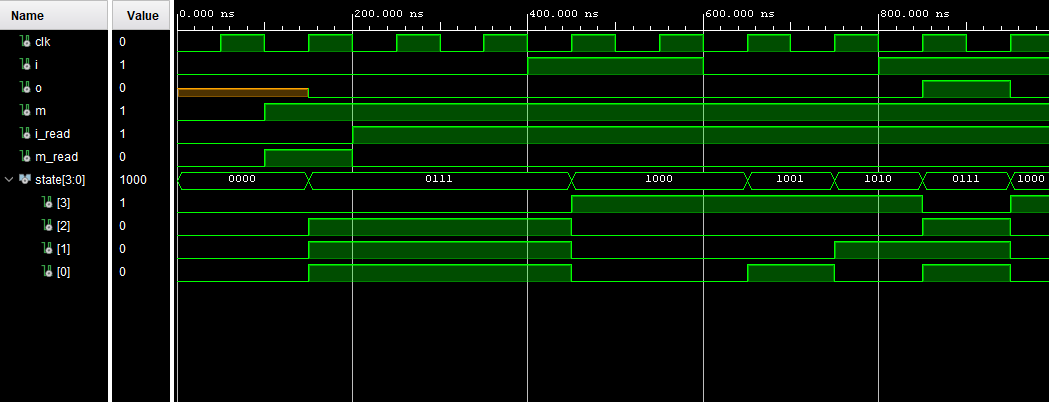 Name Value 0.000 ns 200.000 ns 400.000 ns 600.000 ns 800.000 ns
clk 0
i 1
o 0
m 1
i_read 1
m_read 0
state[3:0] 1000 0000 0111 1000 1001 1010 0111 1000
[3] 1
[2] 0
[1] 0
[0] 0